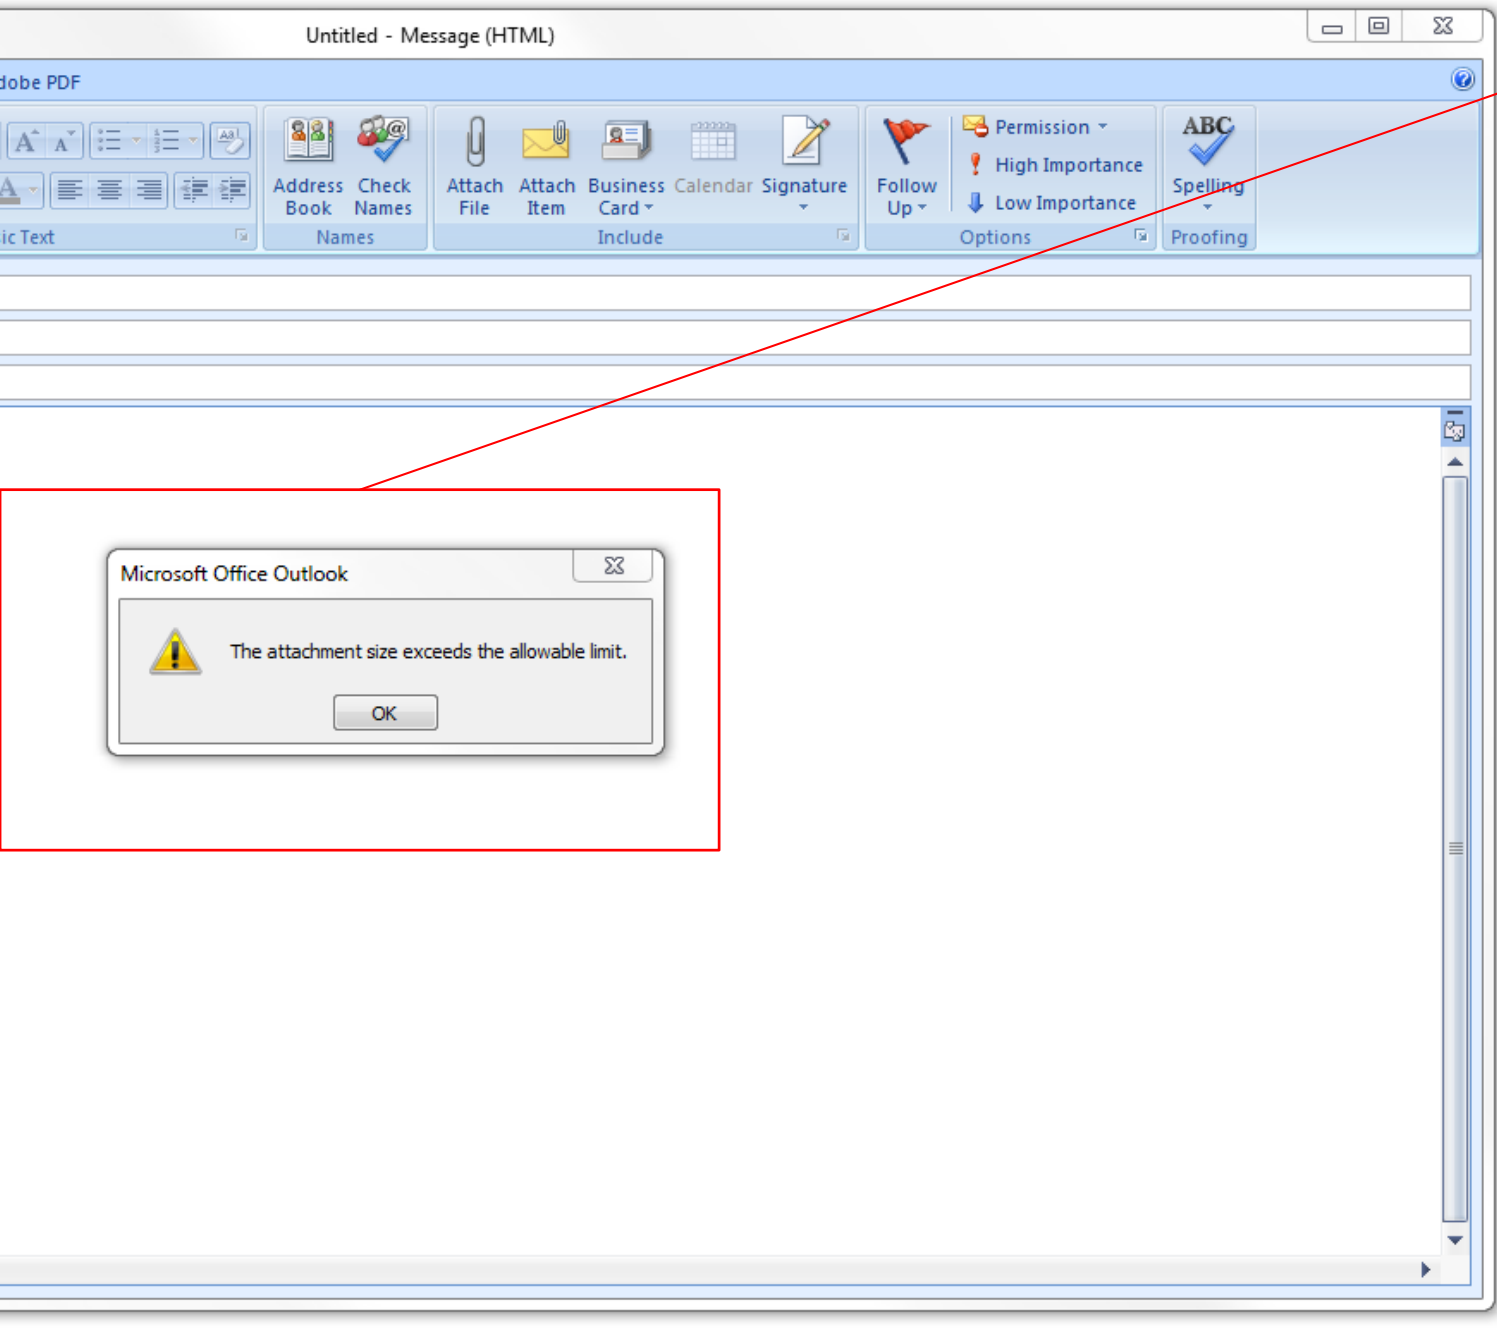 Untitled - Message (HTML)
dobe PDF
Address Book
Check Names
Names
Attach File
Attach Item
Business Card
Calendar
Signature
Include
Follow Up
Permission
High Importance
Low Importance
Options
ABC
Spelling
Proofing
ic Text
Microsoft Office Outlook
The attachment size exceeds the allowable limit.
OK